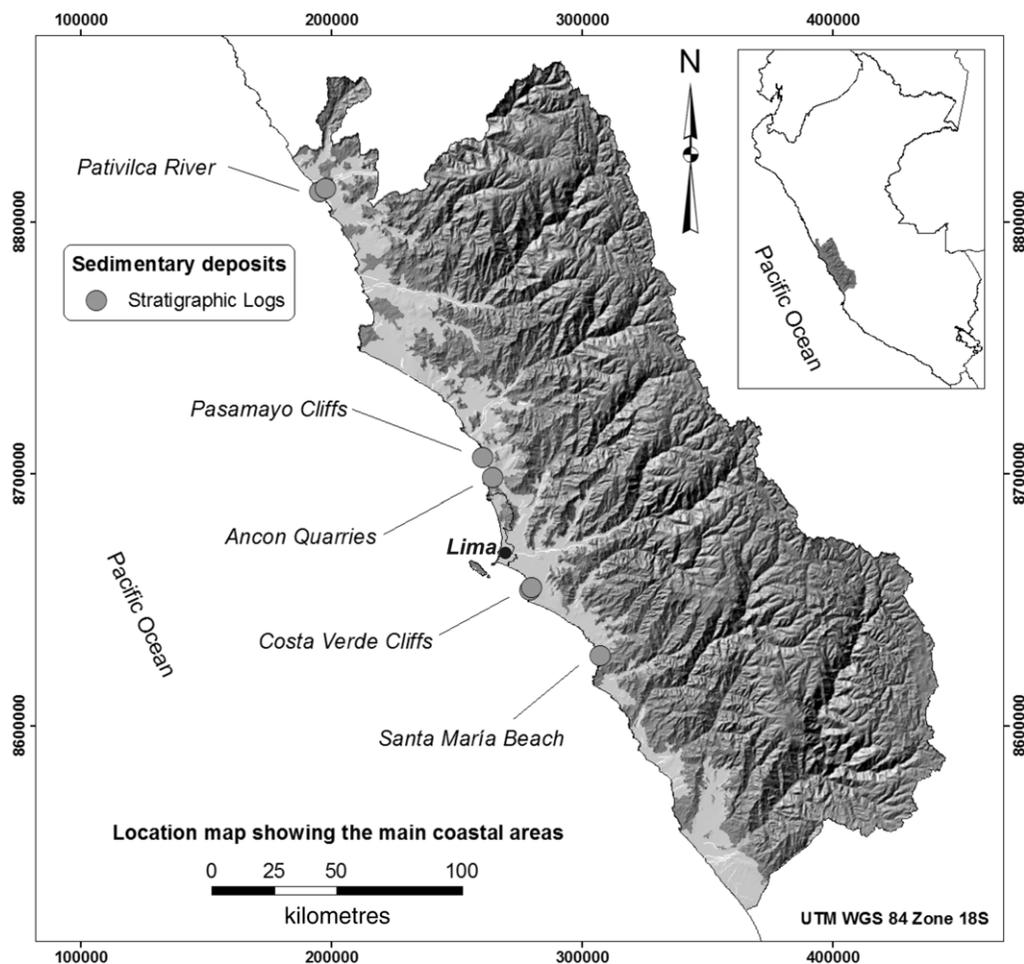 100000
200000
300000
400000
N
Pativilca River
8800000
8800000
Sedimentary deposits
Stratigraphic Logs
Pacific Ocean
Pasamayo Cliffs
8700000
8700000
Ancon Quarries
Lima
Pacific Ocean
Costa Verde Cliffs
Santa María Beach
8600000
8600000
Location map showing the main coastal areas
0 25 50 100
kilometres
UTM WGS 84 Zone 18S
100000
200000
300000
400000